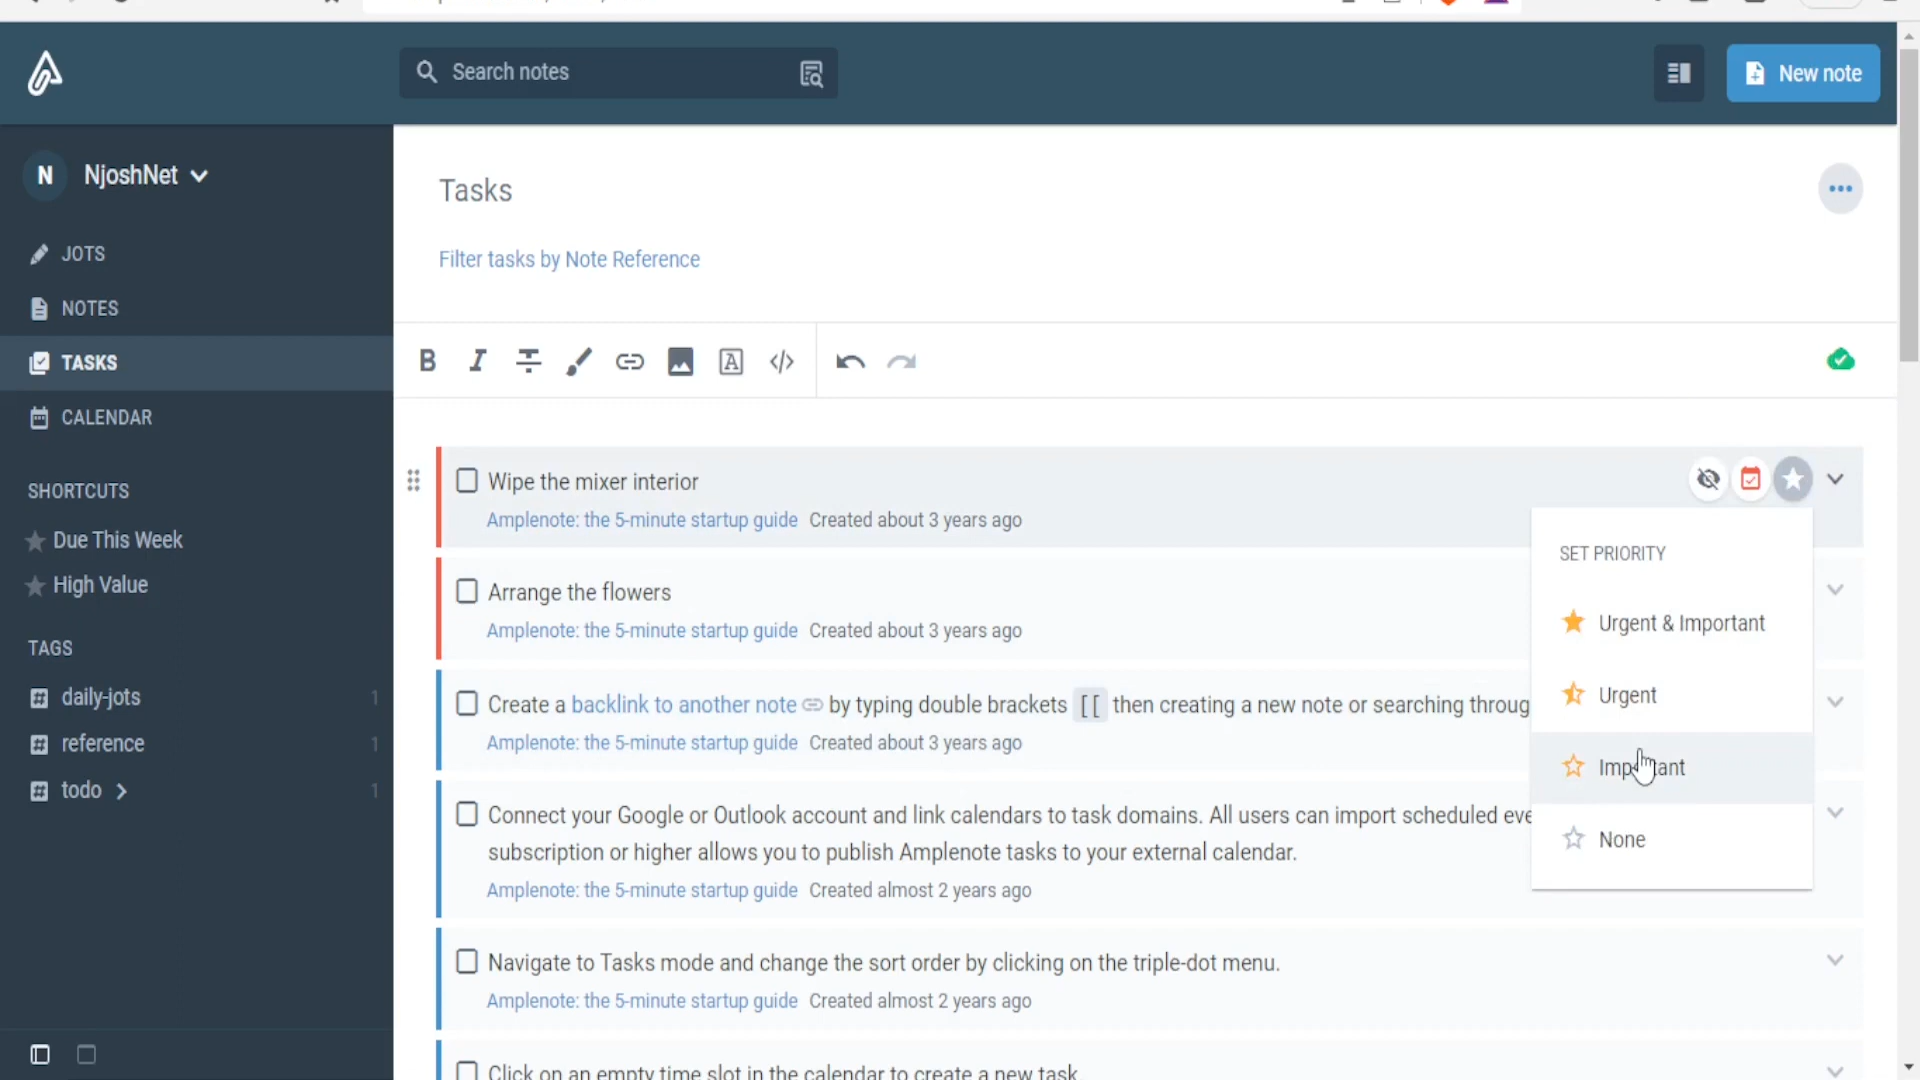 Search notes
New note
N NjoshNet
JOTS
NOTES
TASKS
CALENDAR
SHORTCUTS
Due This Week
High Value
TAGS
daily-jots 1
reference 1
todo 1
Tasks
Filter tasks by Note Reference
Wipe the mixer interior
Amplenote: the 5-minute startup guide Created about 3 years ago
Arrange the flowers
Amplenote: the 5-minute startup guide Created about 3 years ago
Create a backlink to another note by typing double brackets [[ then creating a new note or searching throug
Amplenote: the 5-minute startup guide Created about 3 years ago
Connect your Google or Outlook account and link calendars to task domains. All users can import scheduled eve
subscription or higher allows you to publish Amplenote tasks to your external calendar.
Amplenote: the 5-minute startup guide Created almost 2 years ago
Navigate to Tasks mode and change the sort order by clicking on the triple-dot menu.
Amplenote: the 5-minute startup guide Created almost 2 years ago
Click on an empty time slot in the calendar to create a new task.
SET PRIORITY
Urgent & Important
Urgent
Important
None